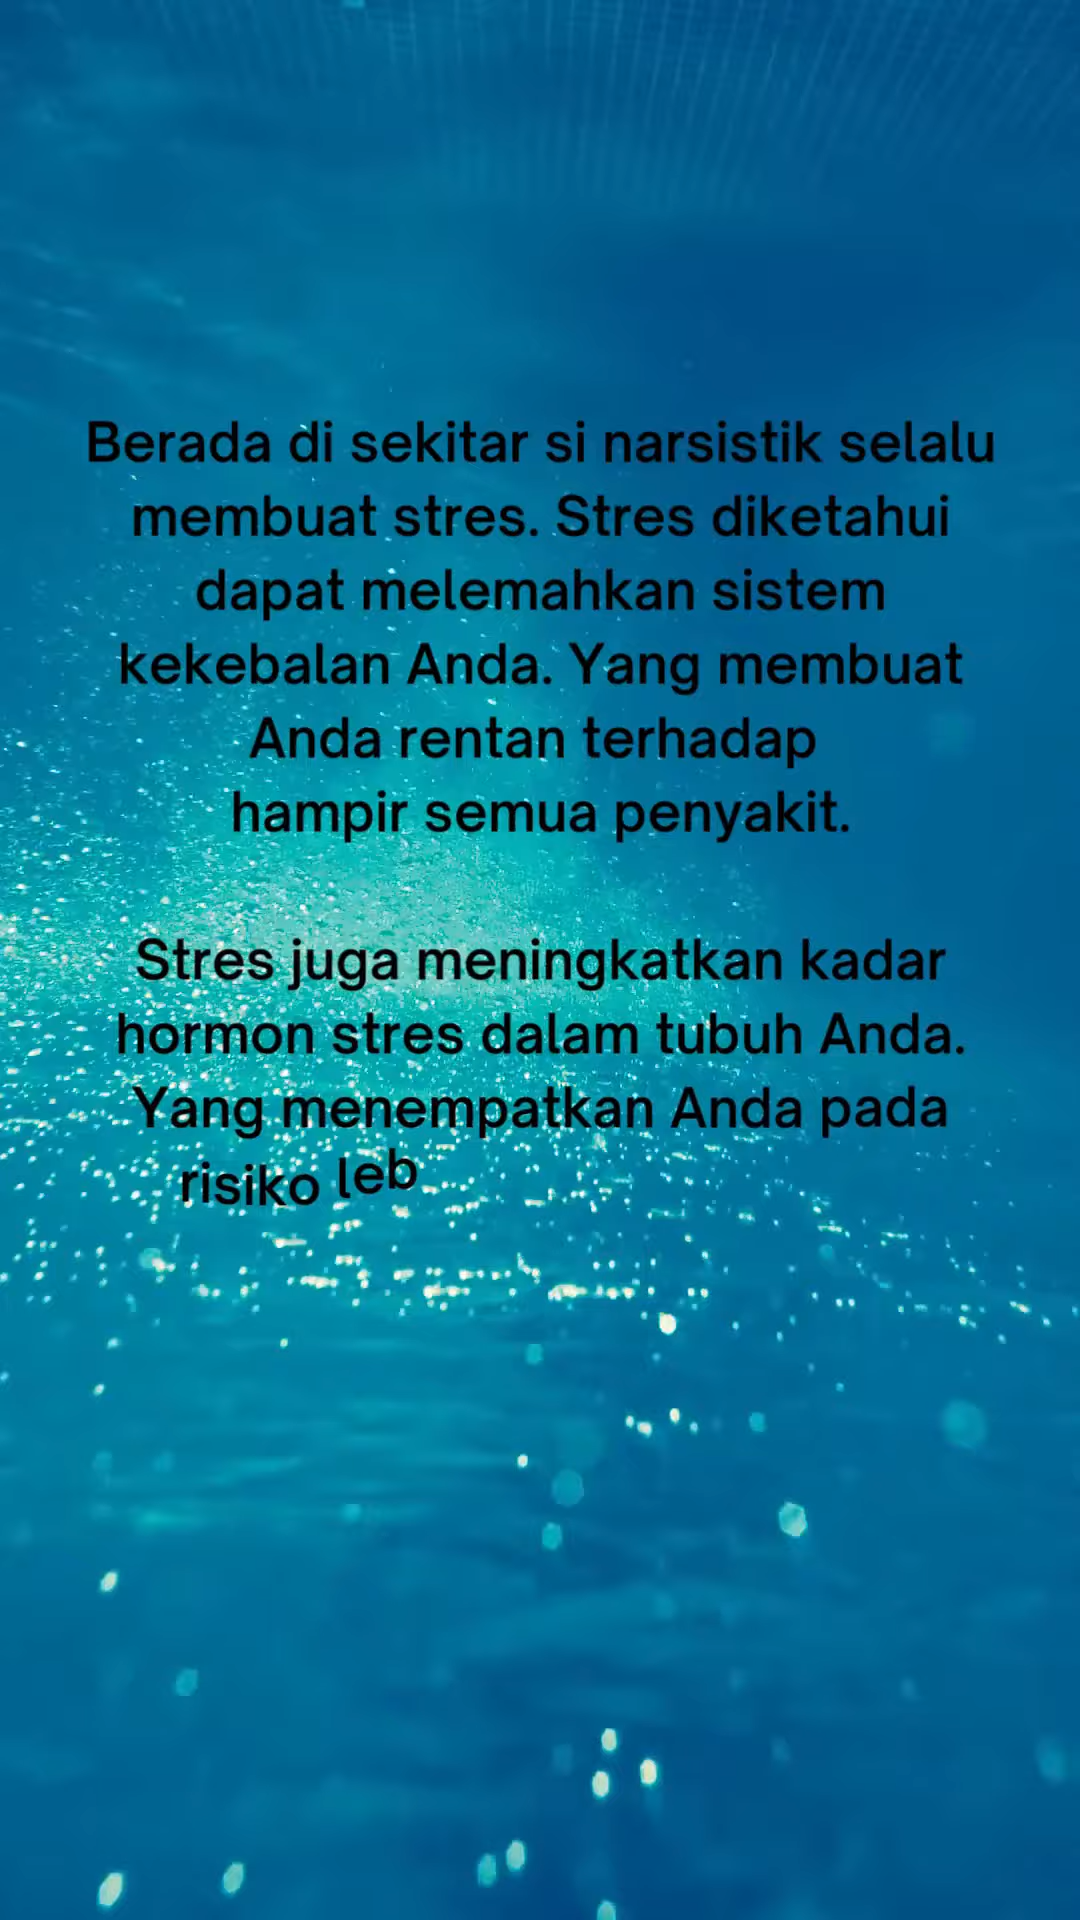 Berada di sekitar si narsistik selalu
membuat stres. Stres diketahui
dapat melemahkan sistem
kekebalan Anda. Yang membuat
Anda rentan terhadap
hampir semua penyakit.
Stres juga meningkatkan kadar
hormon stres dalam tubuh Anda.
Yang menempatkan Anda pada
risiko leb